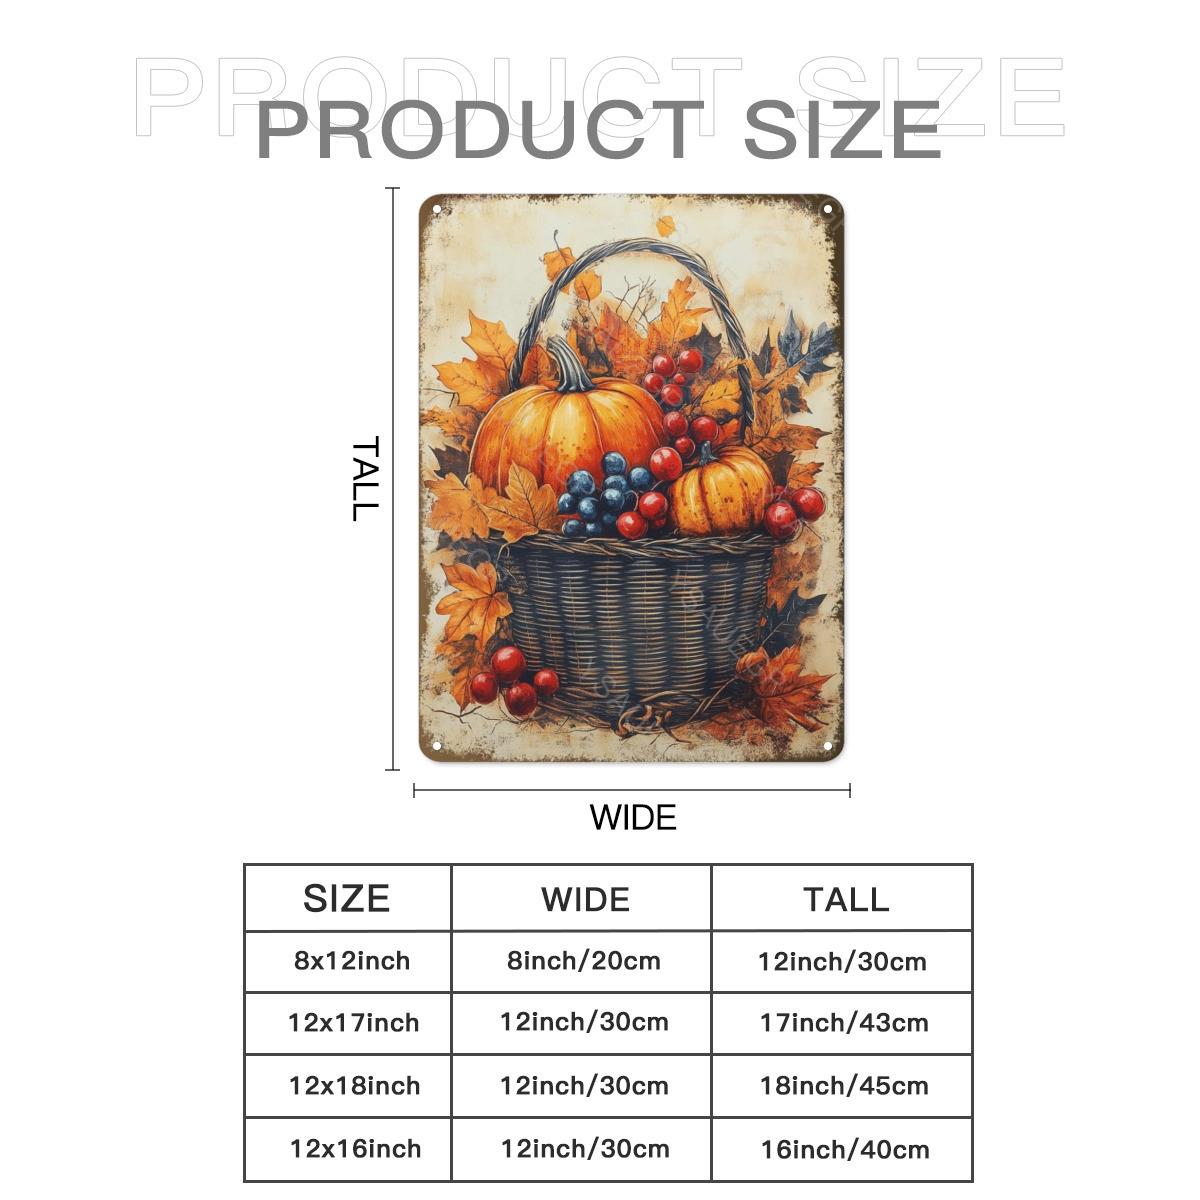 PRODUCT SIZE
PRODUCT SIZE
TALL
WIDE
SIZE WIDE TALL
8x12inch 8inch/20cm 12inch/30cm
12x17inch 12inch/30cm 17inch/43cm
12x18inch 12inch/30cm 18inch/45cm
12x16inch 12inch/30cm 16inch/40cm